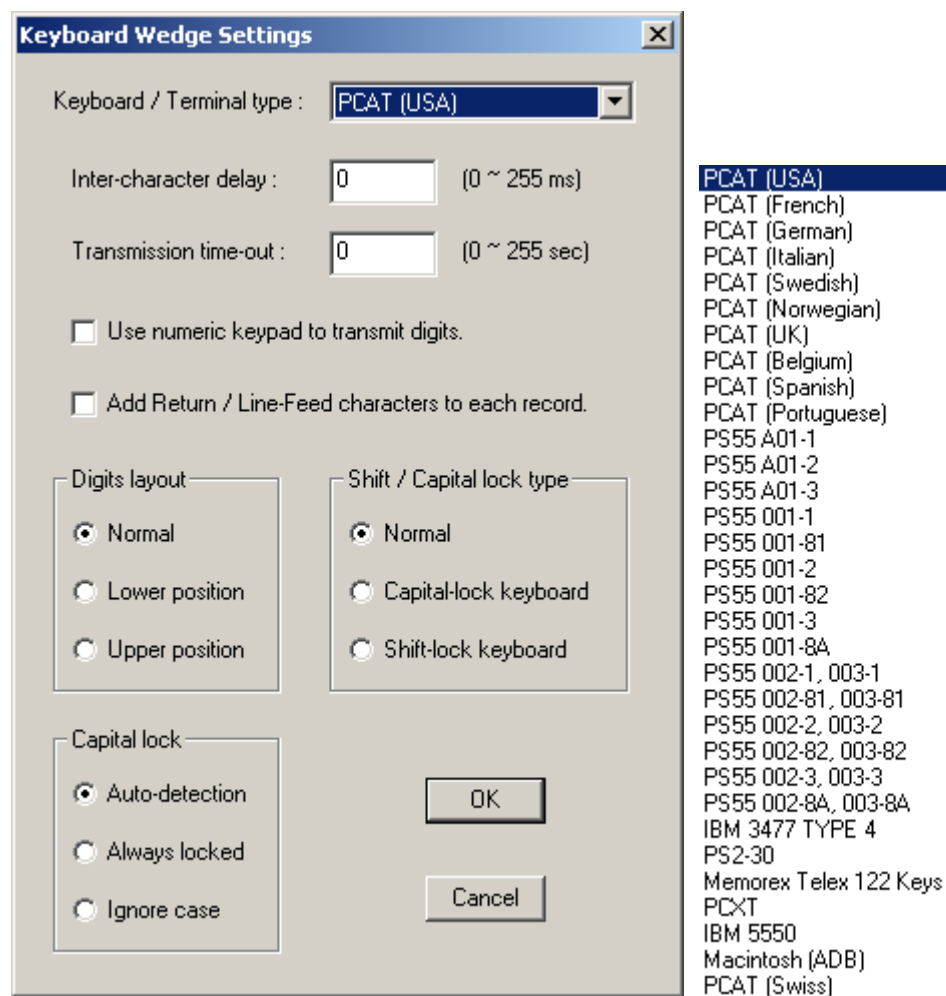 Keyboard Wedge Settings
Keyboard / Terminal type : PCAT (USA)
Inter-character delay : 0 (0 ~ 255 ms)
Transmission time-out : 0 (0 ~ 255 sec)
Use numeric keypad to transmit digits.
Add Return / Line-Feed characters to each record.
Digits layout
Normal
Lower position
Upper position
Shift / Capital lock type
Normal
Capital-lock keyboard
Shift-lock keyboard
Capital lock
Auto-detection
Always locked
Ignore case
OK
Cancel
PCAT (USA)
PCAT (French)
PCAT (German)
PCAT (Italian)
PCAT (Swedish)
PCAT (Norwegian)
PCAT (UK)
PCAT (Belgium)
PCAT (Spanish)
PCAT (Portuguese)
PS55 A01-1
PS55 A01-2
PS55 A01-3
PS55 001-1
PS55 001-81
PS55 001-2
PS55 001-82
PS55 001-3
PS55 001-8A
PS55 002-1, 003-1
PS55 002-81, 003-81
PS55 002-2, 003-2
PS55 002-82, 003-82
PS55 002-3, 003-3
PS55 002-8A, 003-8A
IBM 3477 TYPE 4
PS2-30
Memorex Telex 122 Keys
PCXT
IBM 5550
Macintosh (ADB)
PCAT (Swiss)